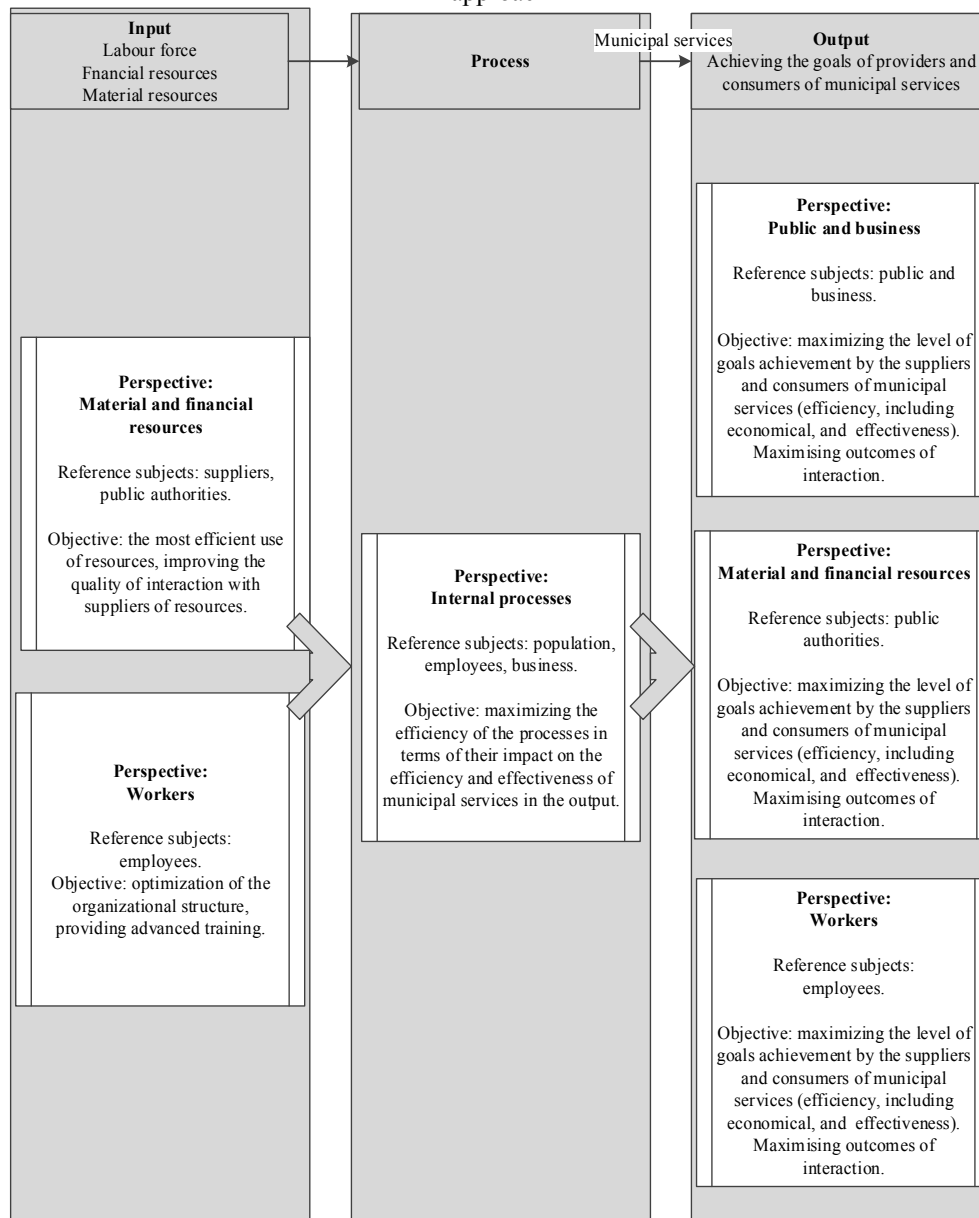 Input
Labour force
Fnancial resources
Material resources
Process
Municipal services
Output
Achieving the goals of providers and
consumers of municipal services
Perspective:
Material and financial
resources
Reference subjects: suppliers,
public authorities.
Objective: the most efficient use
of resources, improving the
quality of interaction with
suppliers of resources.
Perspective:
Workers
Reference subjects:
employees.
Objective: optimization of the
organizational structure,
providing advanced training.
Perspective:
Internal processes
Reference subjects: population,
employees, business.
Objective: maximizing the
efficiency of the processes in
terms of their impact on the
efficiency and effectiveness of
municipal services in the output.
Perspective:
Public and business
Reference subjects: public and
business.
Objective: maximizing the level of
goals achievement by the suppliers
and consumers of municipal
services (efficiency, including
economical, and effectiveness).
Maximising outcomes of
interaction.
Perspective:
Material and financial resources
Reference subjects: public
authorities.
Objective: maximizing the level of
goals achievement by the suppliers
and consumers of municipal
services (efficiency, including
economical, and effectiveness).
Maximising outcomes of
interaction.
Perspective:
Workers
Reference subjects:
employees.
Objective: maximizing the level of
goals achievement by the suppliers
and consumers of municipal
services (efficiency, including
economical, and effectiveness).
Maximising outcomes of
interaction.